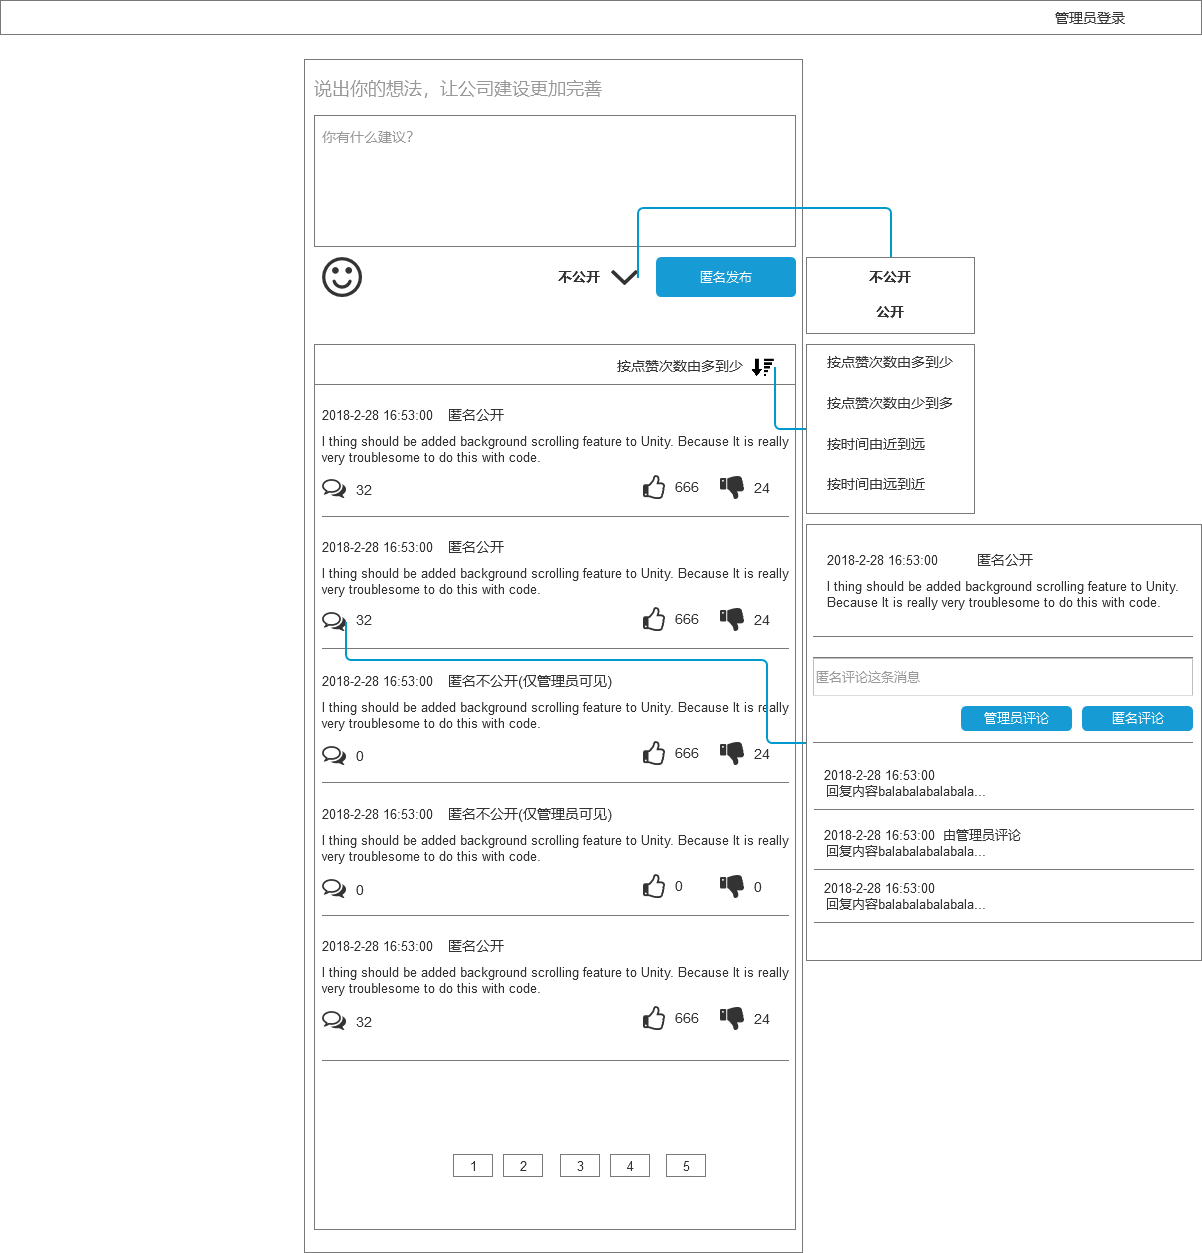 管理员登录
说出你的想法，让公司建设更加完善
你有什么建议?
不公开
匿名发布
不公开
公开
按点赞次数由多到少
按点赞次数由多到少
按点赞次数由少到多
按时间由近到远
按时间由远到近
2018-2-28 16:53:00 匿名公开
I thing should be added background scrolling feature to Unity. Because It is really
very troublesome to do this with code.
32 666 24
2018-2-28 16:53:00 匿名公开
I thing should be added background scrolling feature to Unity. Because It is really
very troublesome to do this with code.
32 666 24
2018-2-28 16:53:00 匿名不公开(仅管理员可见)
I thing should be added background scrolling feature to Unity. Because It is really
very troublesome to do this with code.
0 666 24
2018-2-28 16:53:00 匿名不公开(仅管理员可见)
I thing should be added background scrolling feature to Unity. Because It is really
very troublesome to do this with code.
0 0 0
2018-2-28 16:53:00 匿名公开
I thing should be added background scrolling feature to Unity. Because It is really
very troublesome to do this with code.
32 666 24
1 2 3 4 5
2018-2-28 16:53:00 匿名公开
I thing should be added background scrolling feature to Unity.
Because It is really very troublesome to do this with code.
匿名评论这条消息
管理员评论 匿名评论
2018-2-28 16:53:00
回复内容balabalabalabala...
2018-2-28 16:53:00 由管理员评论
回复内容balabalabalabala...
2018-2-28 16:53:00
回复内容balabalabalabala...